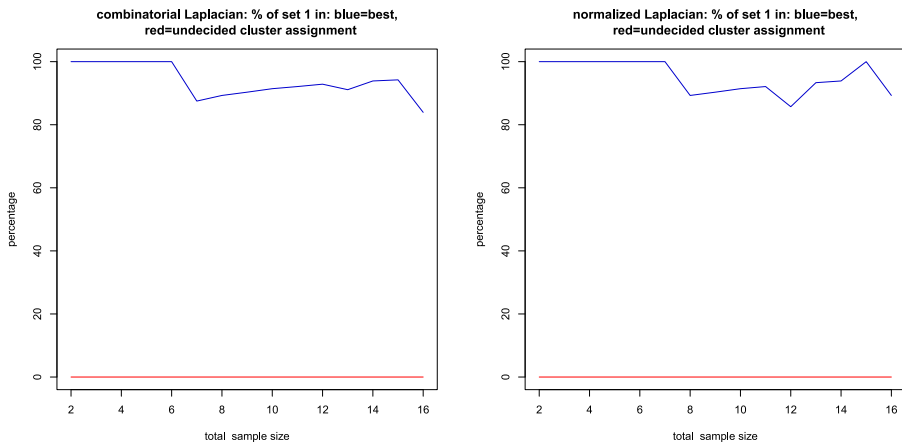 combinatorial Laplacian: % of set 1 in: blue=best,
red=undecided cluster assignment
percentage
0
20
40
60
80
100
2 4 6 8 10 12 14 16
total sample size
normalized Laplacian: % of set 1 in: blue=best,
red=undecided cluster assignment
percentage
0
20
40
60
80
100
2 4 6 8 10 12 14 16
total sample size